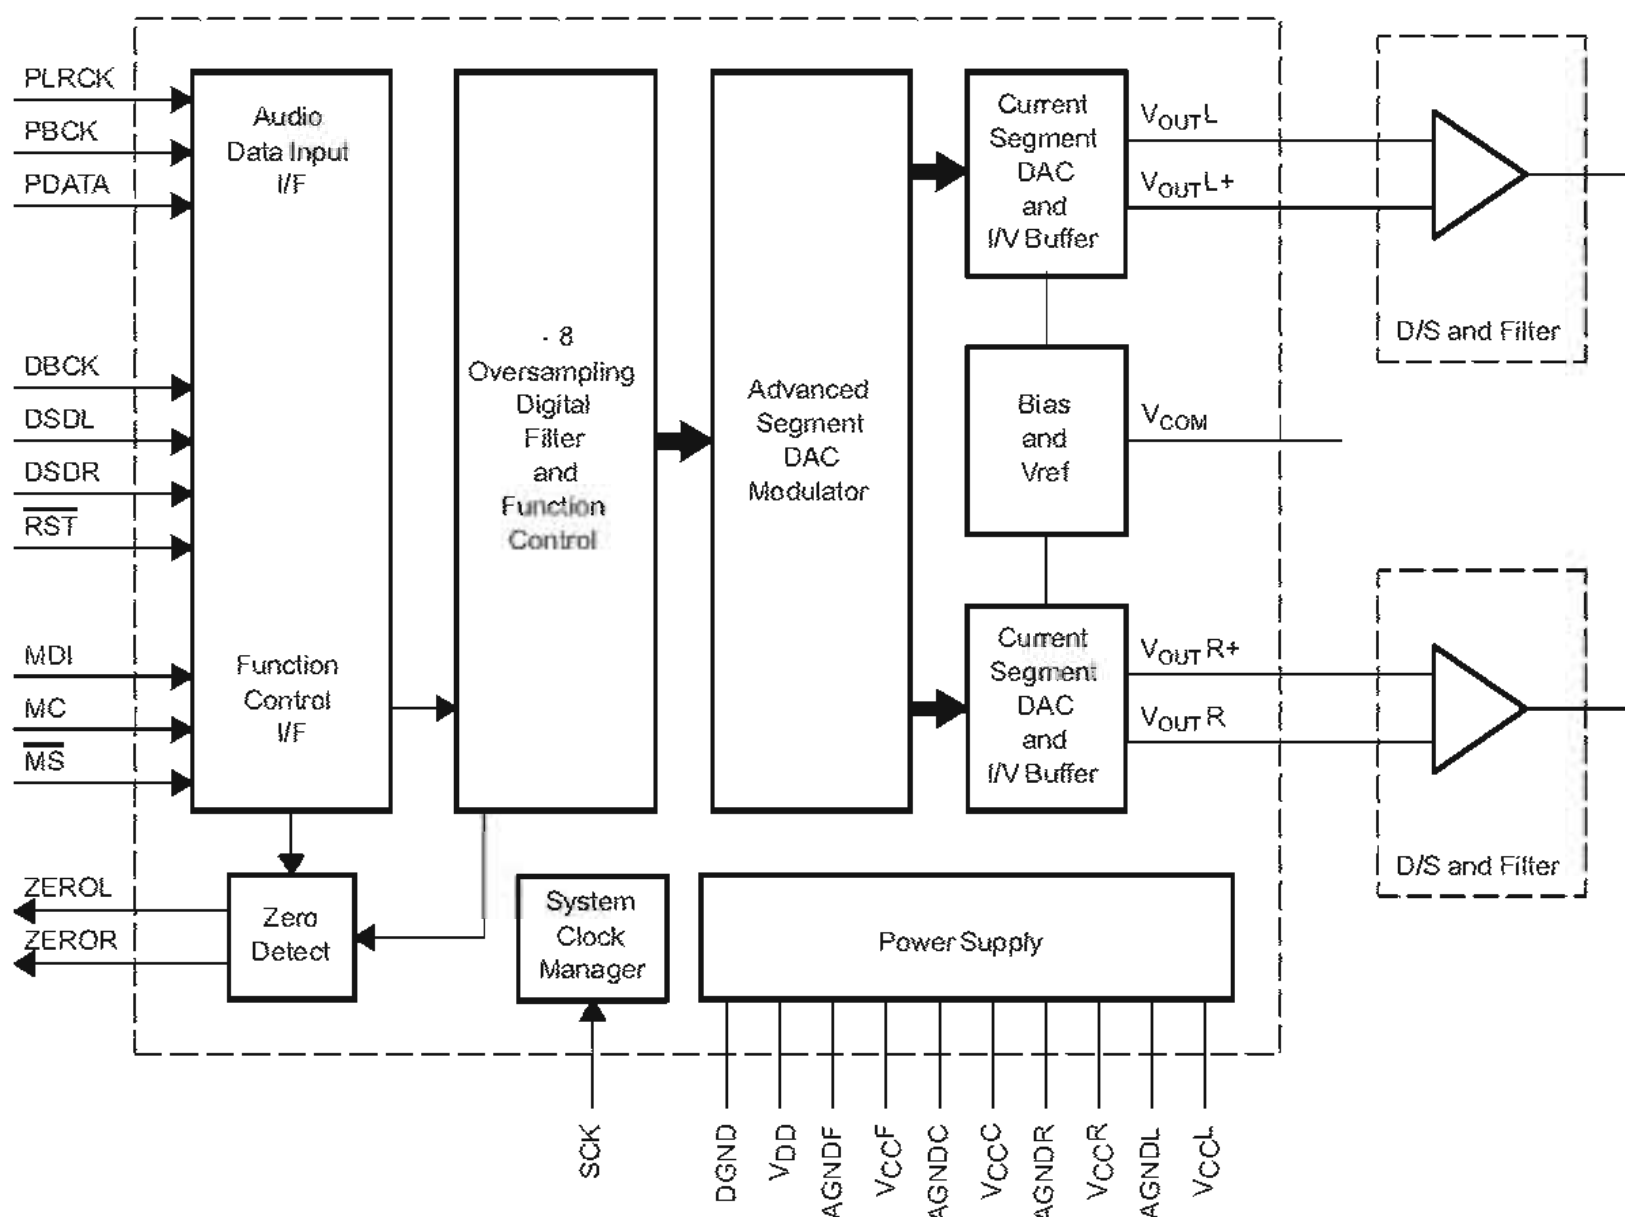 PLRCK
PBCK
PDATA
DBCK
DSDL
DSDR
RST
MDI
MC
MS
ZEROL
ZEROR
Audio
Data Input
I/F
Function
Control
I/F
- 8
Oversampling
Digital
Filter
and
Function
Control
Advanced
Segment
DAC
Modulator
Current
Segment
DAC
and
I/V Buffer
Bias
and
Vref
Current
Segment
DAC
and
I/V Buffer
VOUTL
VOUTL+
VCOM
VOUTR+
VOUTR
D/S and Filter
D/S and Filter
Zero
Detect
System
Clock
Manager
Power Supply
SCK
DGND
VDD
AGNDF
VCCF
AGNDC
VCCC
AGNDR
VCCR
AGNDL
VCCL